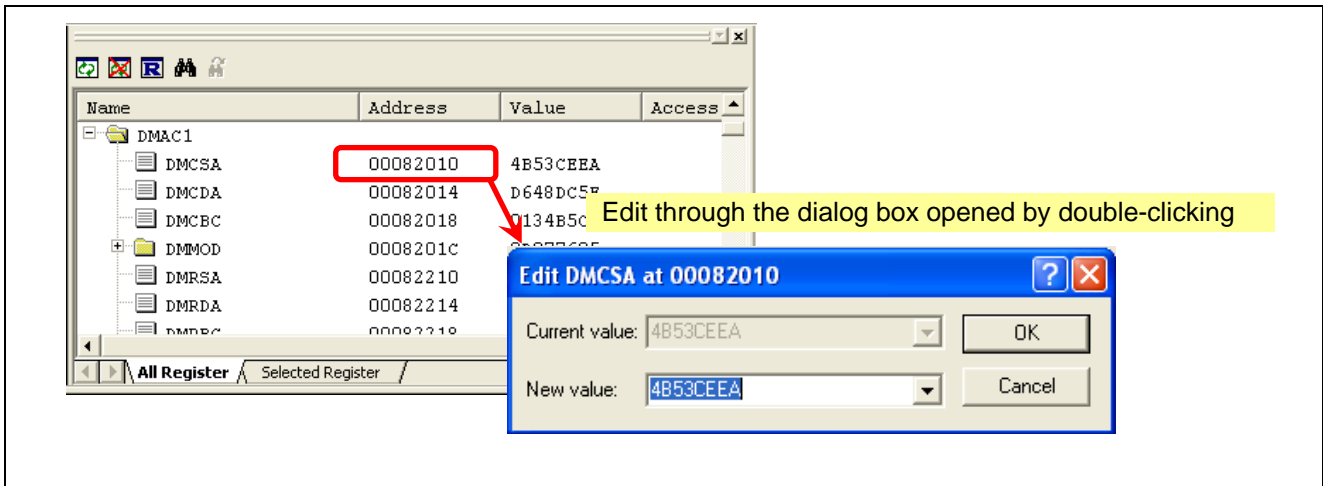 Name Address Value Access
DMAC1
DMCSA 00082010 4B53CEEA
DMCDA 00082014
DMCBC 00082018
DMMOD 0008201C
DMRSA 00082210
DMRDA 00082214
Edit through the dialog box opened by double-clicking
Edit DMCSA at 00082010
Current value: 4B53CEEA OK
New value: 4B53CEEA Cancel
All Register Selected Register